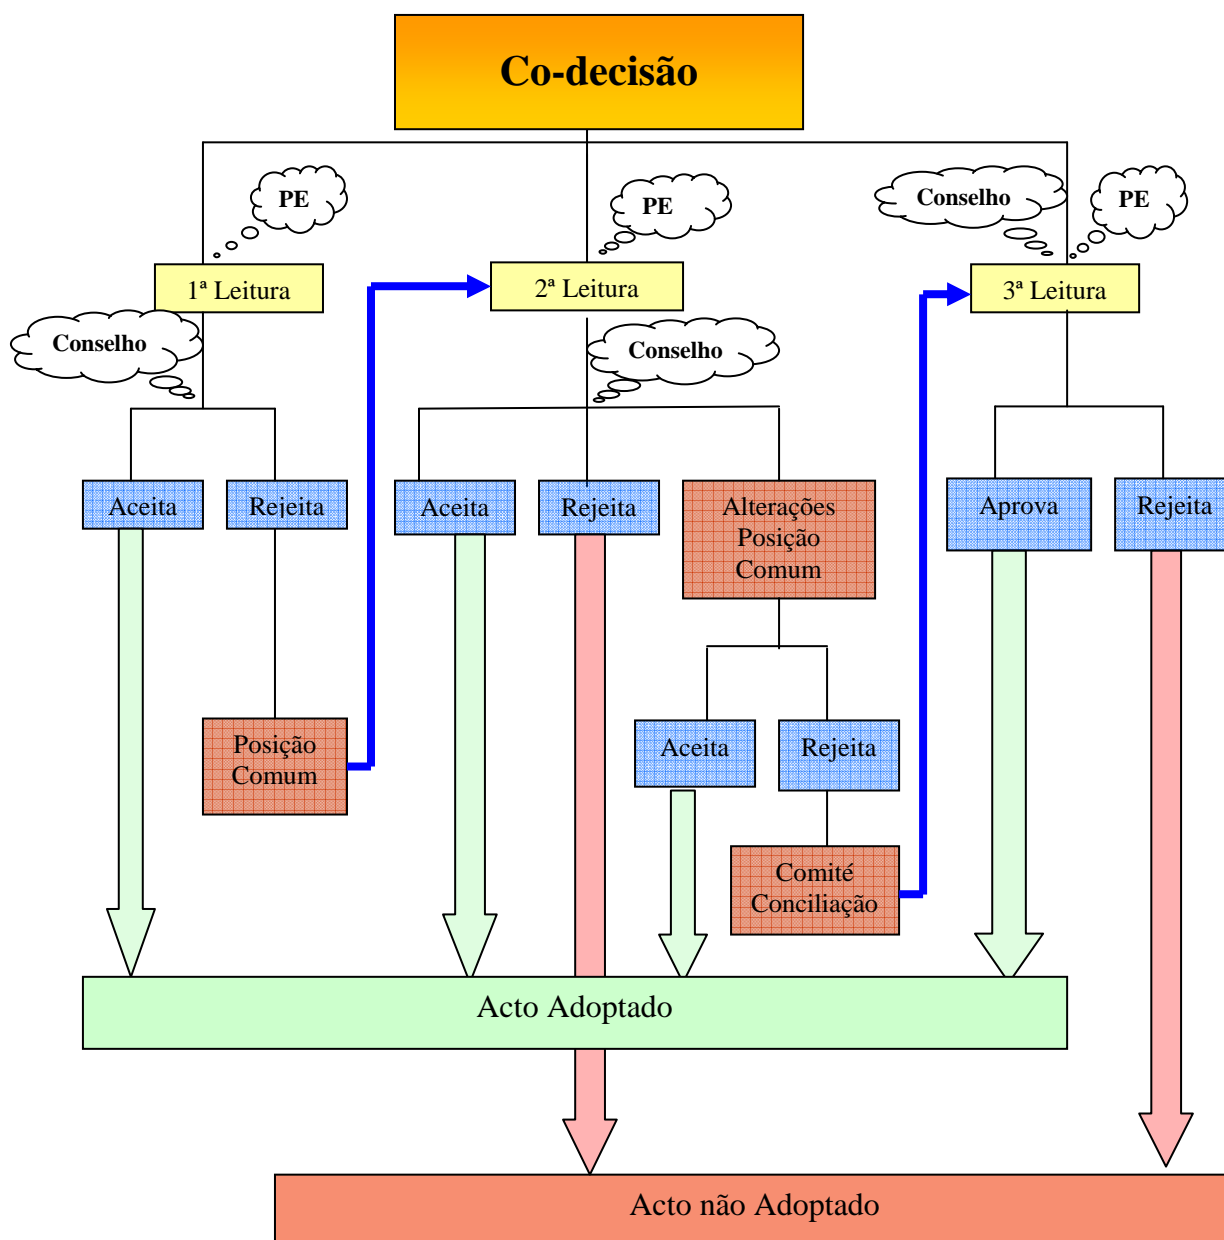 Co-decisão
PE
PE
Conselho
PE
1ª Leitura
2ª Leitura
3ª Leitura
Conselho
Conselho
Aceita
Rejeita
Aceita
Rejeita
Alterações
Posição
Comum
Aprova
Rejeita
Posição
Comum
Aceita
Rejeita
Comité
Conciliação
Acto Adoptado
Acto não Adoptado